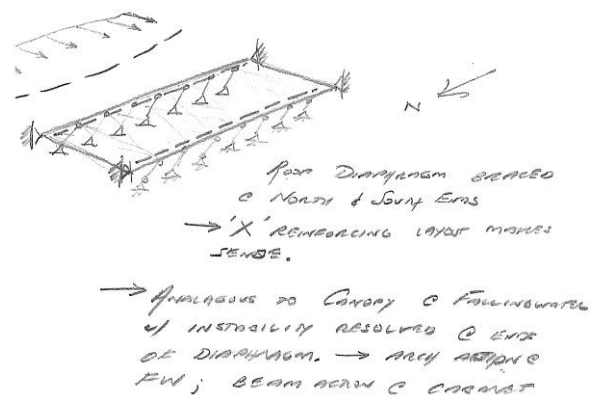 N
ROOF DIAPHRAGM BRACED
@ NORTH & SOUTH ENDS
→ 'X' REINFORCING LAYOUT MAKES
SENSE.
→ ANALAGOUS TO CANOPY @ FALLINGWATER
w/ INSTABILITY RESOLVED @ ENDS
OF DIAPHRAGM. → ARCH ACTION @
FW; BEAM ACTION @